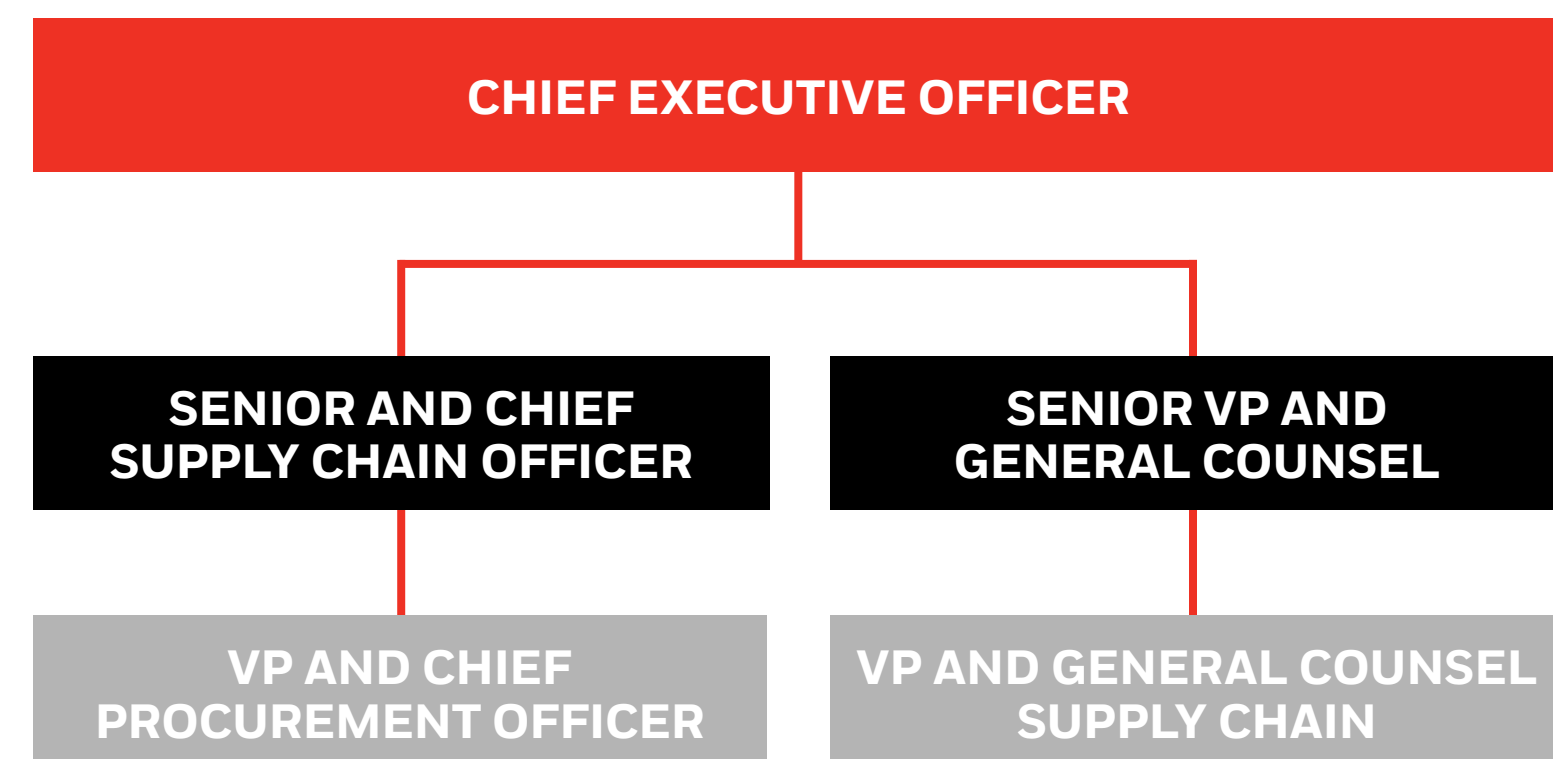 CHIEF EXECUTIVE OFFICER
SENIOR AND CHIEF
SUPPLY CHAIN OFFICER
SENIOR VP AND
GENERAL COUNSEL
VP AND CHIEF
PROCUREMENT OFFICER
VP AND GENERAL COUNSEL
SUPPLY CHAIN